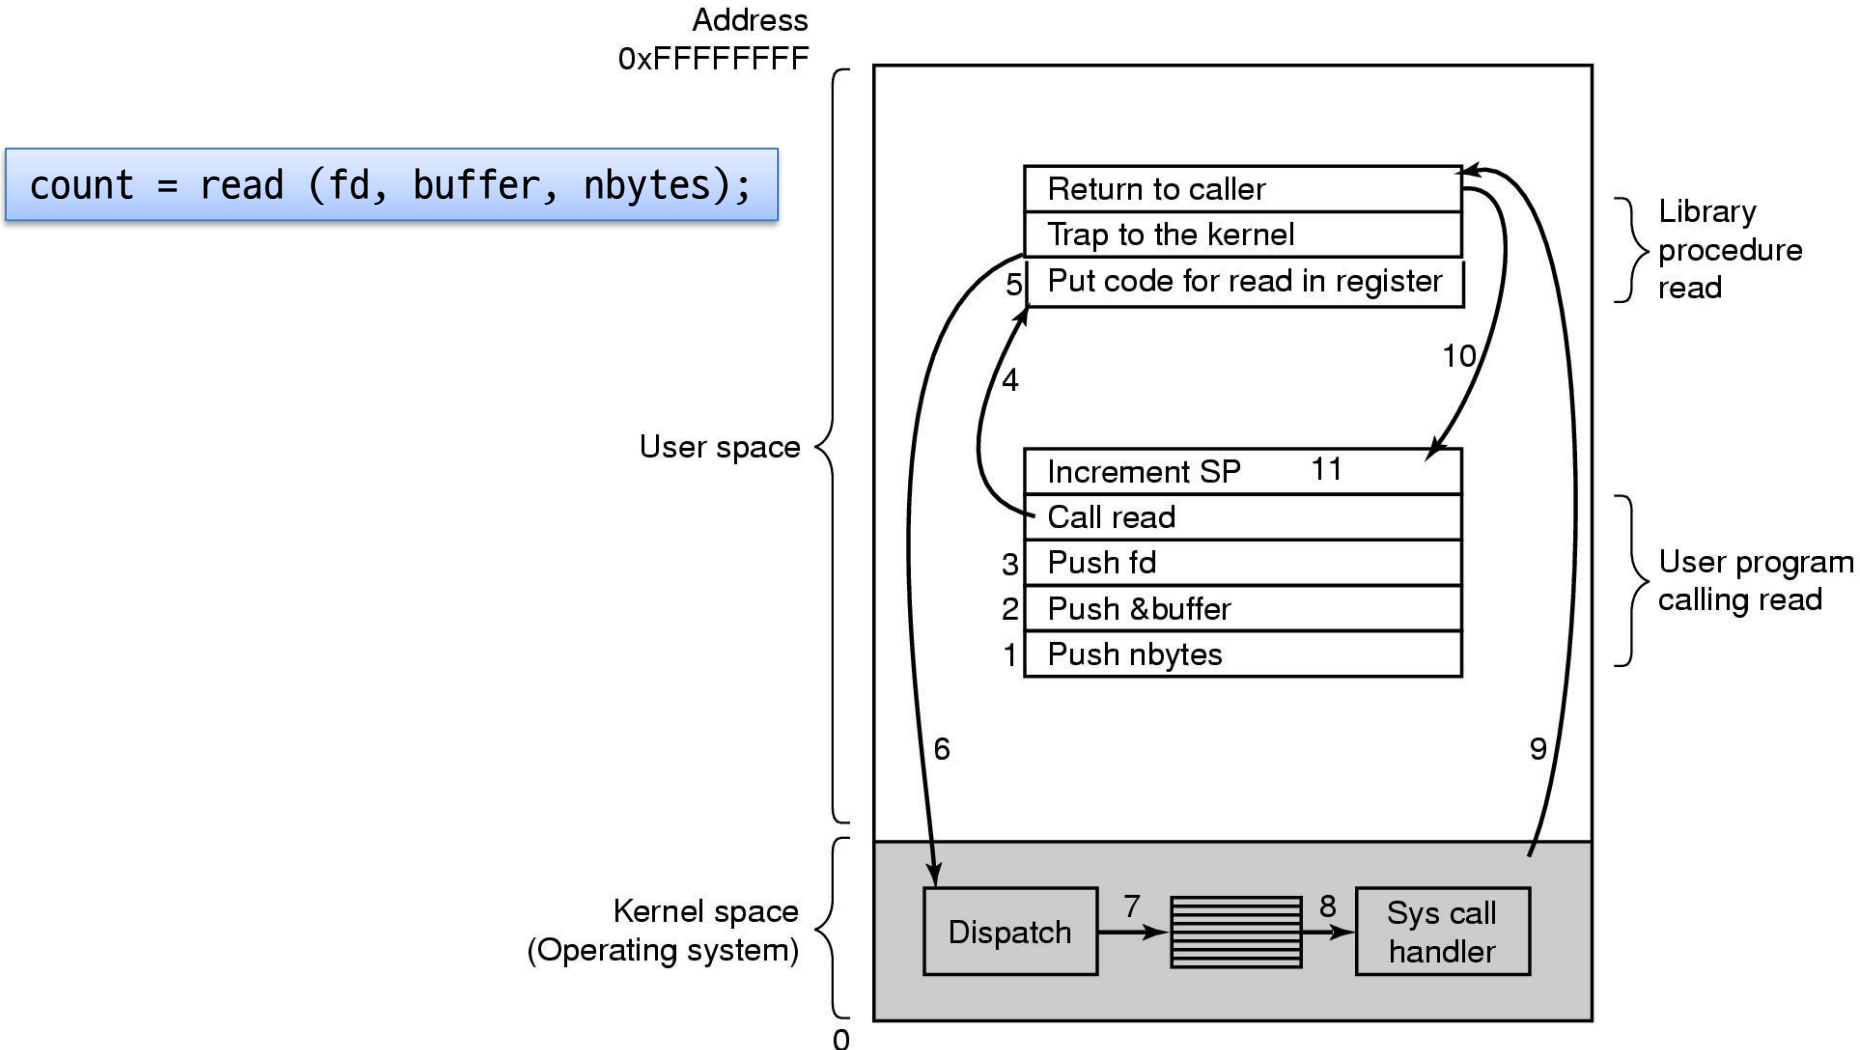 Address
0xFFFFFFFF
count = read (fd, buffer, nbytes);
Return to caller
Trap to the kernel
5 Put code for read in register
Library
procedure
read
4
10
User space
Increment SP 11
Call read
3 Push fd
2 Push &buffer
1 Push nbytes
User program
calling read
6
9
Kernel space
(Operating system)
Dispatch
7
8
Sys call
handler
0